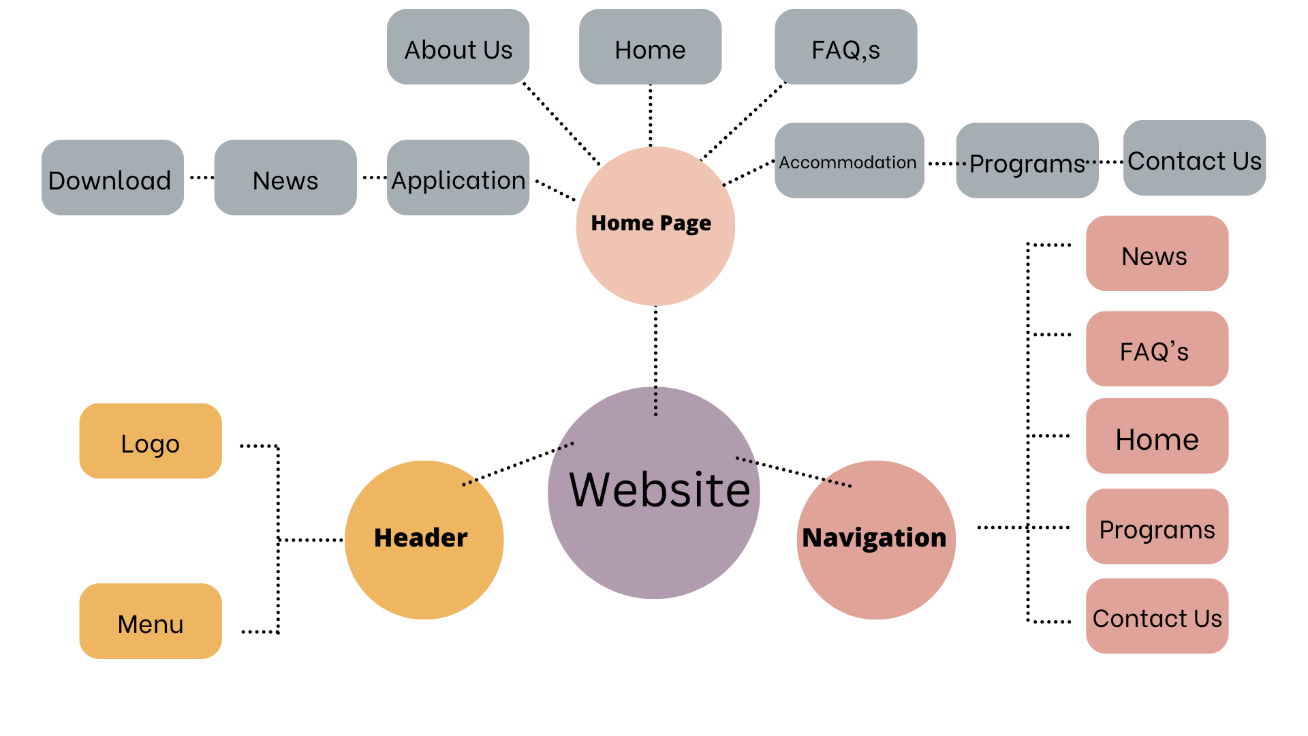 About Us
Home
FAQ,s
Download
News
Application
Accommodation
Programs
Contact Us
Home Page
News
FAQ's
Home
Programs
Contact Us
Logo
Menu
Header
Website
Navigation